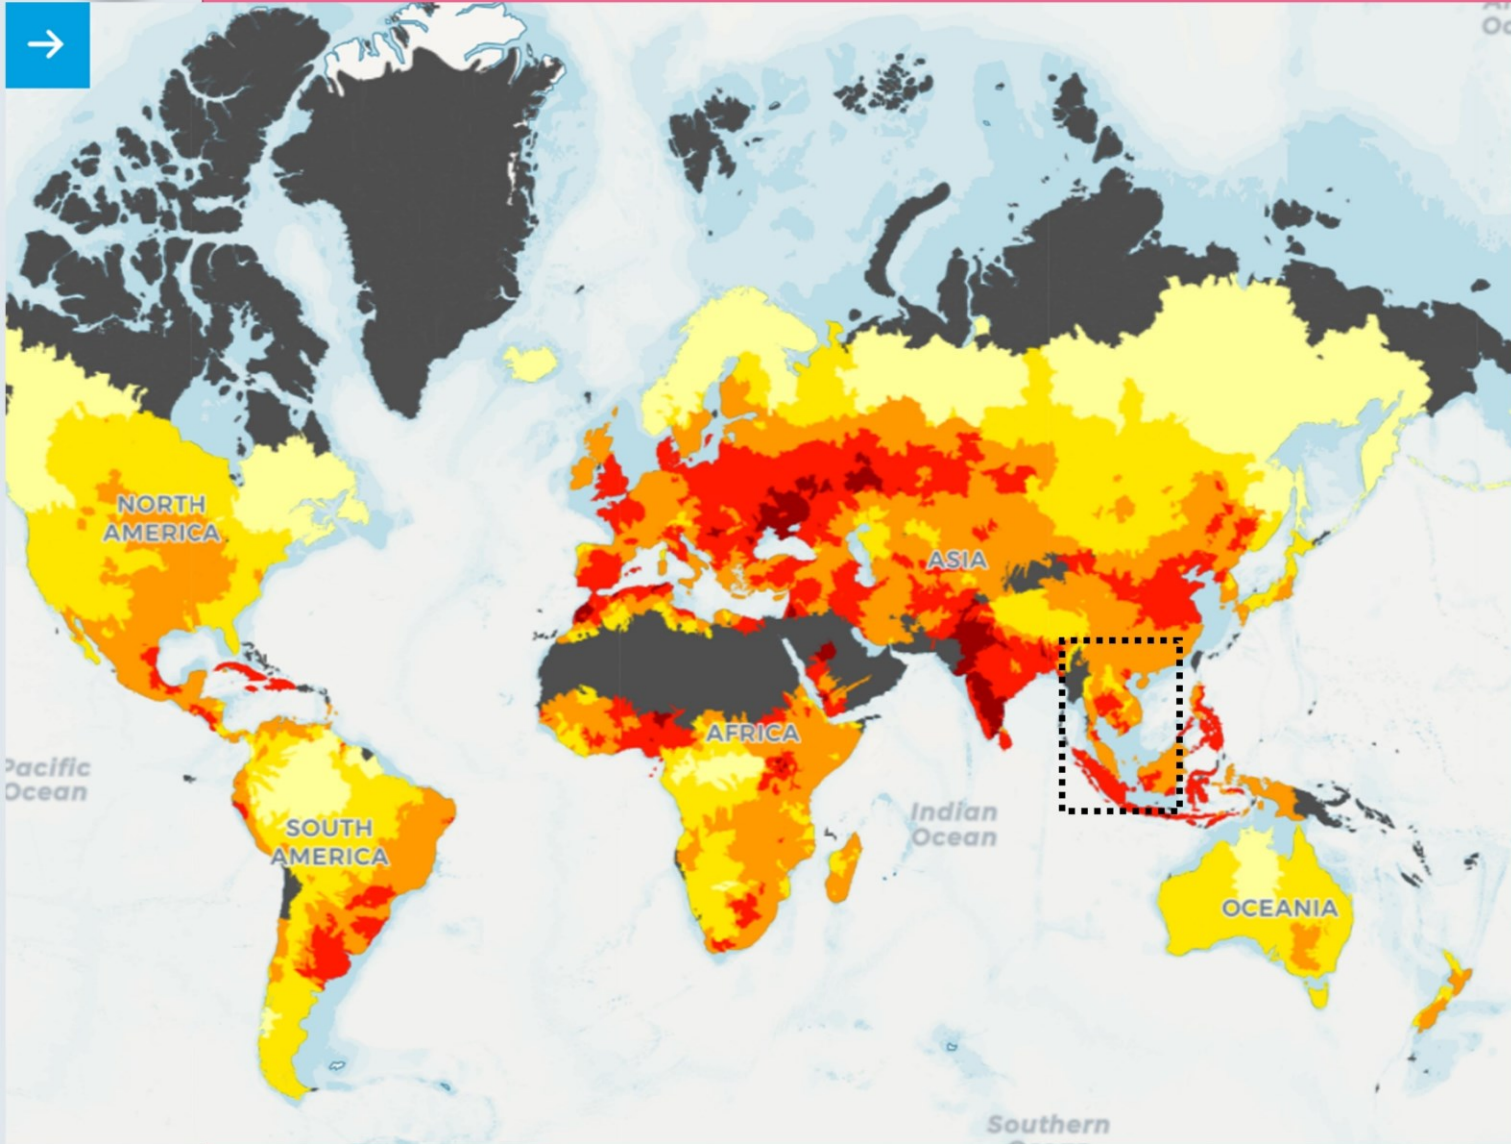 NORTH
AMERICA
ASIA
AFRICA
Pacific
Ocean
Indian
Ocean
SOUTH
AMERICA
OCEANIA
Southern